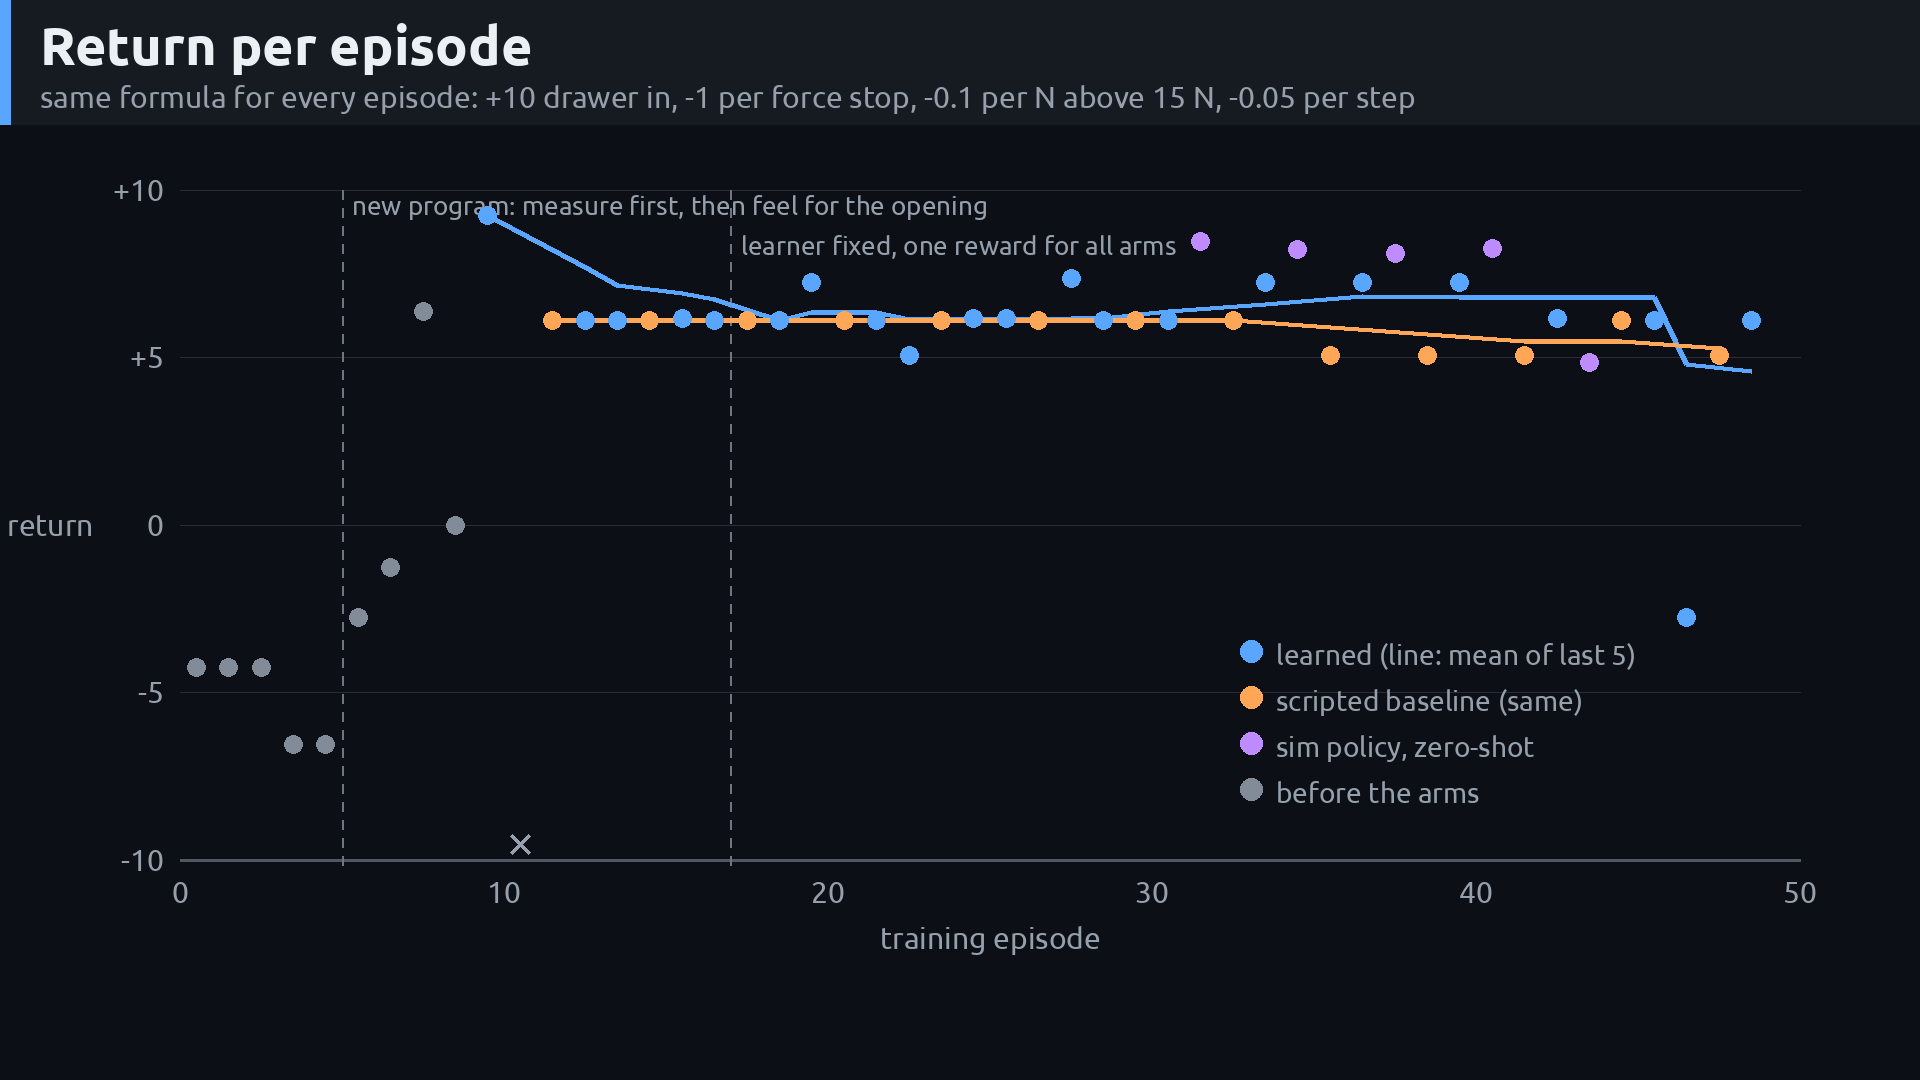 Return per episode
same formula for every episode: +10 drawer in, -1 per force stop, -0.1 per N above 15 N, -0.05 per step
+10
new program: measure first, then feel for the opening
learner fixed, one reward for all arms
+5
return
0
learned (line: mean of last 5)
-5
scripted baseline (same)
sim policy, zero-shot
before the arms
-10
0 10 20 30 40 50
training episode